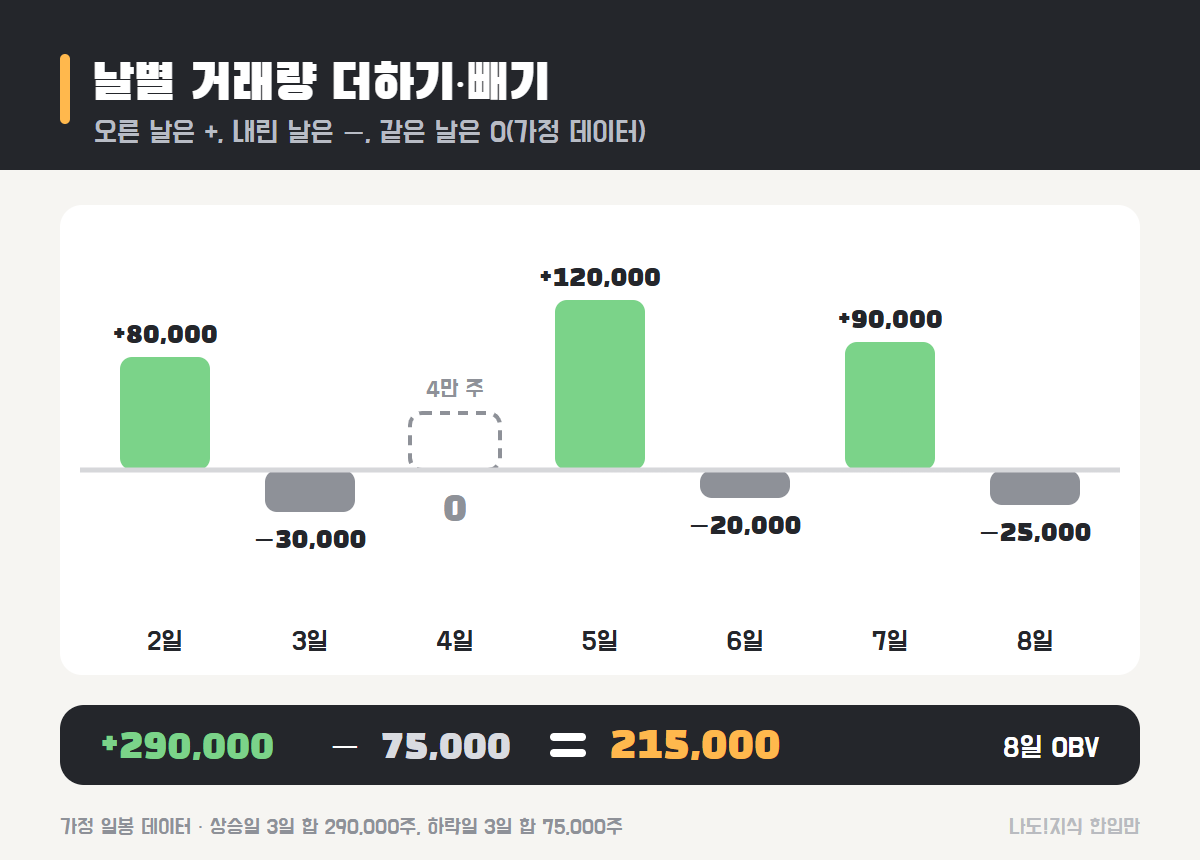 날별 거래량 더하기·빼기
오른 날은 +, 내린 날은 −, 같은 날은 0(가정 데이터)
+80,000
−30,000
4만 주
0
+120,000
−20,000
+90,000
−25,000
2일 3일 4일 5일 6일 7일 8일
+290,000 − 75,000 = 215,000 8일 OBV
가정 일봉 데이터 · 상승일 3일 합 290,000주, 하락일 3일 합 75,000주
나도!지식 한입만